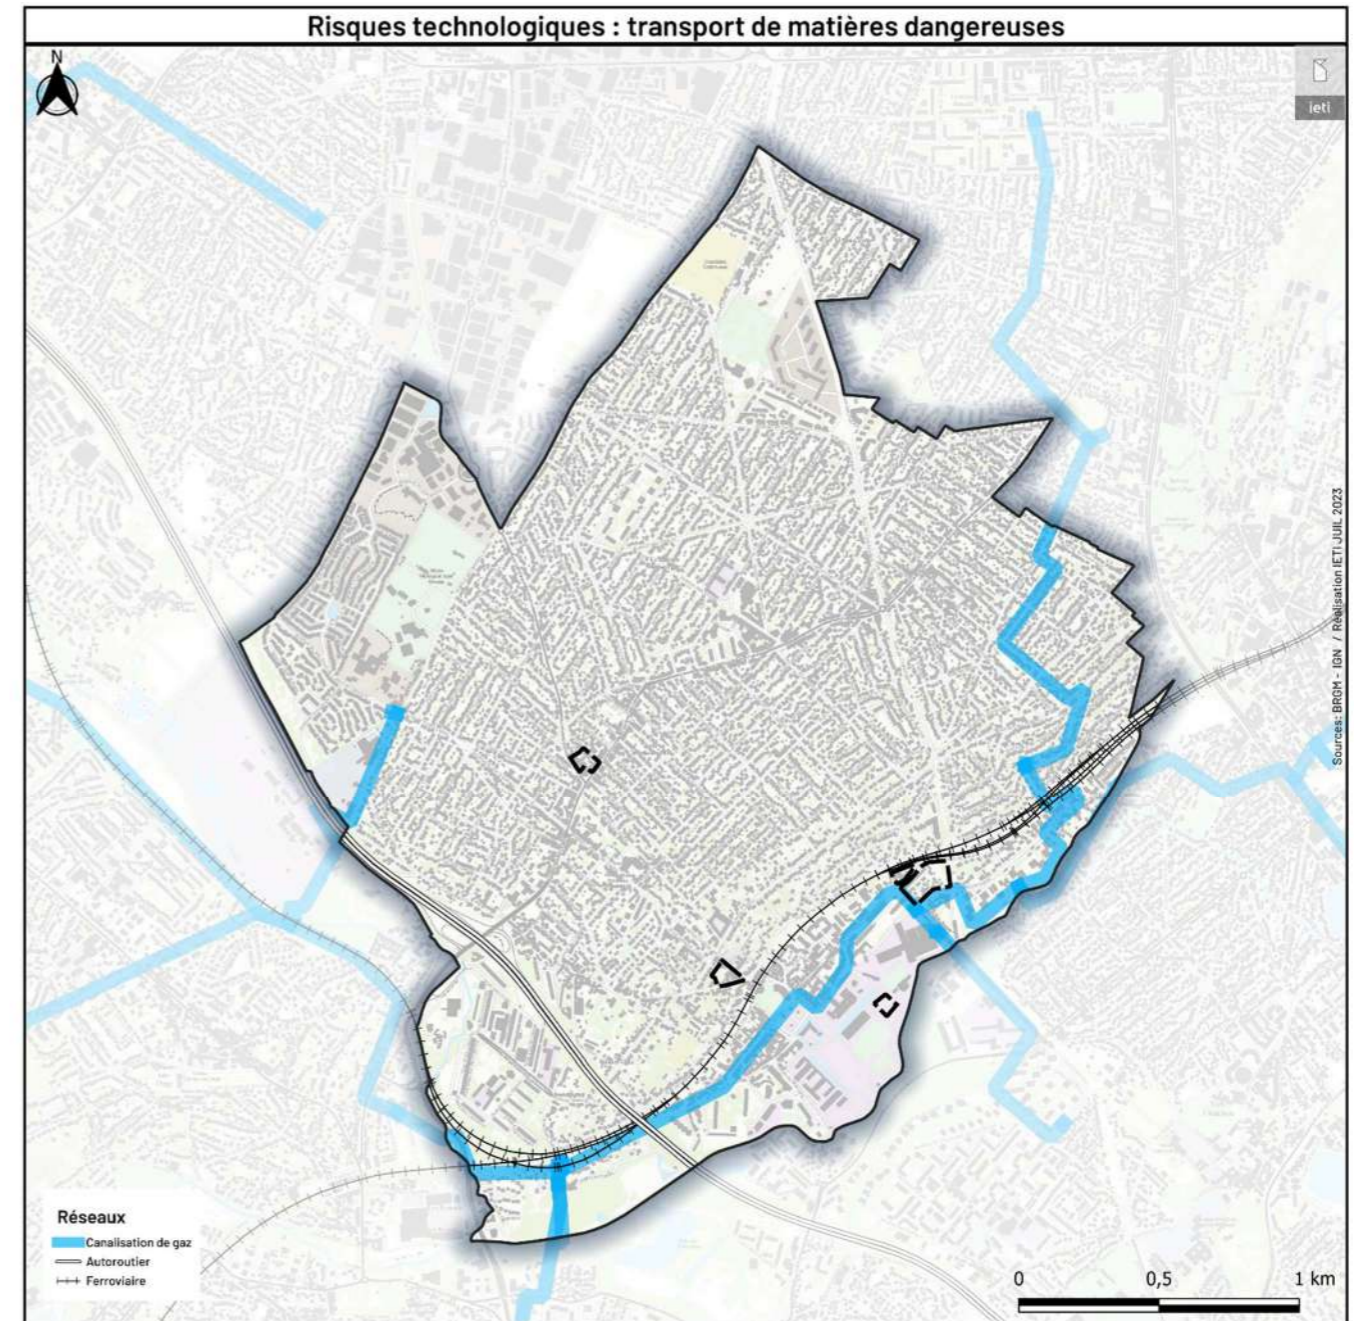 Risques technologiques : transport de matières dangereuses
N
ieti
Sources: BRGM - IGN / Réalisation IETI JUIL 2023
Réseaux
Canalisation de gaz
Autoroutier
Ferroviaire
0 0,5 1 km